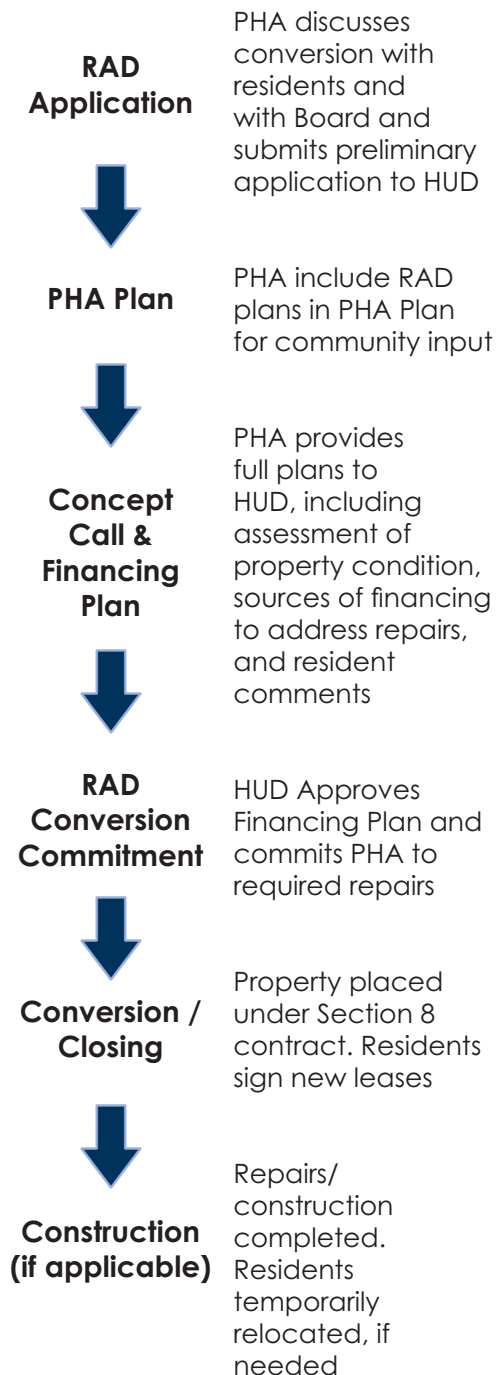 RAD
Application
PHA discusses
conversion with
residents and
with Board and
submits preliminary
application to HUD
PHA Plan
PHA include RAD
plans in PHA Plan
for community input
Concept
Call &
Financing
Plan
PHA provides
full plans to
HUD, including
assessment of
property condition,
sources of financing
to address repairs,
and resident
comments
RAD
Conversion
Commitment
HUD Approves
Financing Plan and
commits PHA to
required repairs
Conversion /
Closing
Property placed
under Section 8
contract. Residents
sign new leases
Construction
(if applicable)
Repairs/
construction
completed.
Residents
temporarily
relocated, if
needed